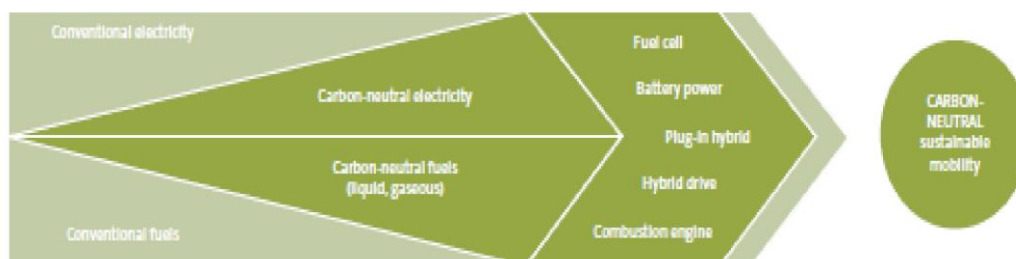 Conventional electricity
Carbon-neutral electricity
Carbon-neutral fuels
(liquid, gaseous)
Conventional fuels
Fuel cell
Battery power
Plug-in hybrid
Hybrid drive
Combustion engine
CARBON-
NEUTRAL
sustainable
mobility